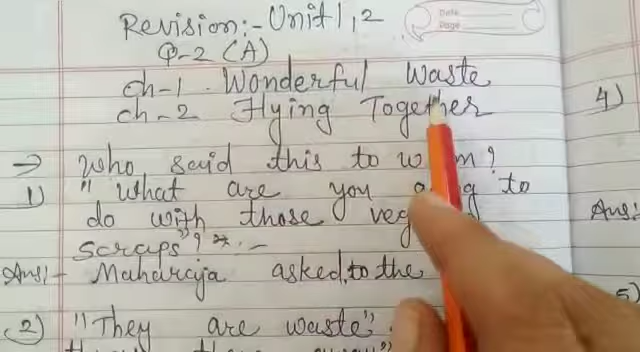 Revision:- Unit 1,2
Date
Page
Q-2 (A)
Ch-1. Wonderful Waste
Ch-2 Flying Together
4)
→ Who said this to
1) "What are you to
do with those
scraps"?
Ans:- Maharaja asked, to the
Ans:
2) "They are waste,
5)